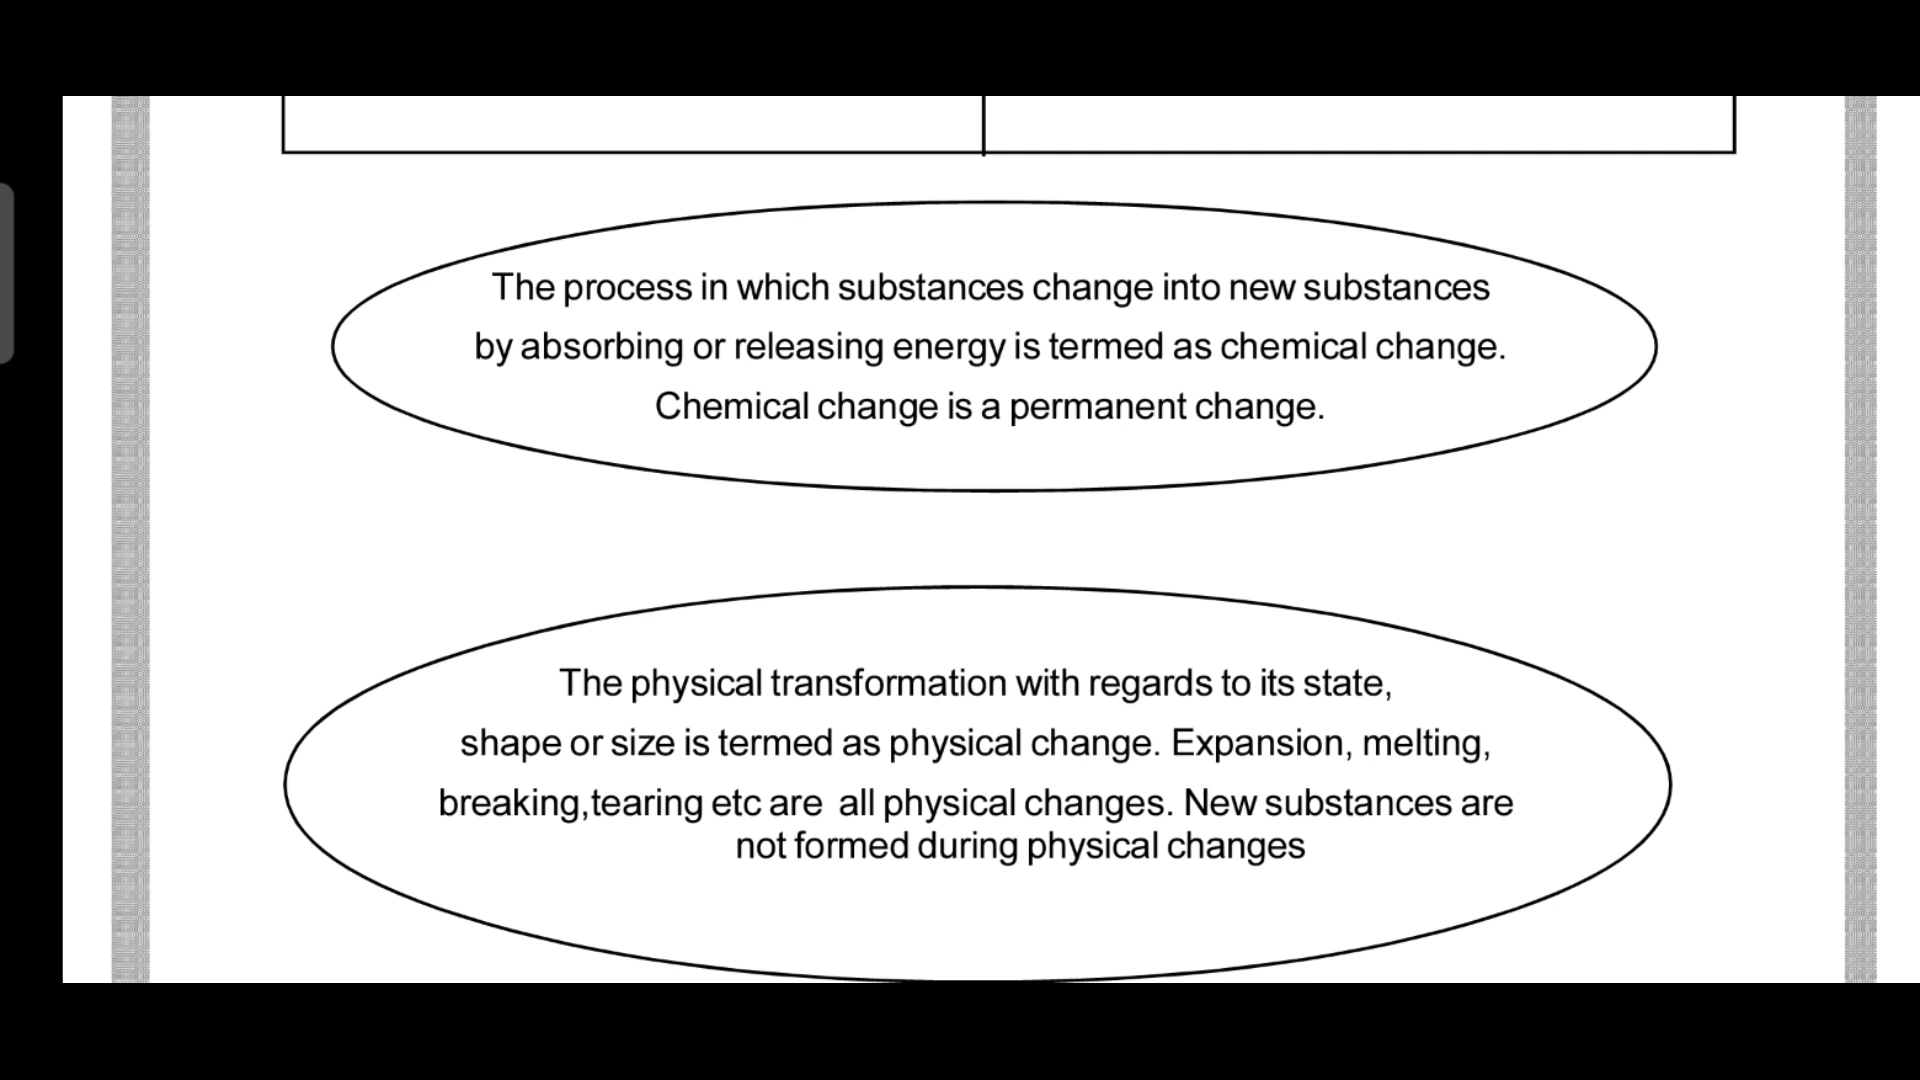 The process in which substances change into new substances
by absorbing or releasing energy is termed as chemical change.
Chemical change is a permanent change.
The physical transformation with regards to its state,
shape or size is termed as physical change. Expansion, melting,
breaking,tearing etc are all physical changes. New substances are
not formed during physical changes